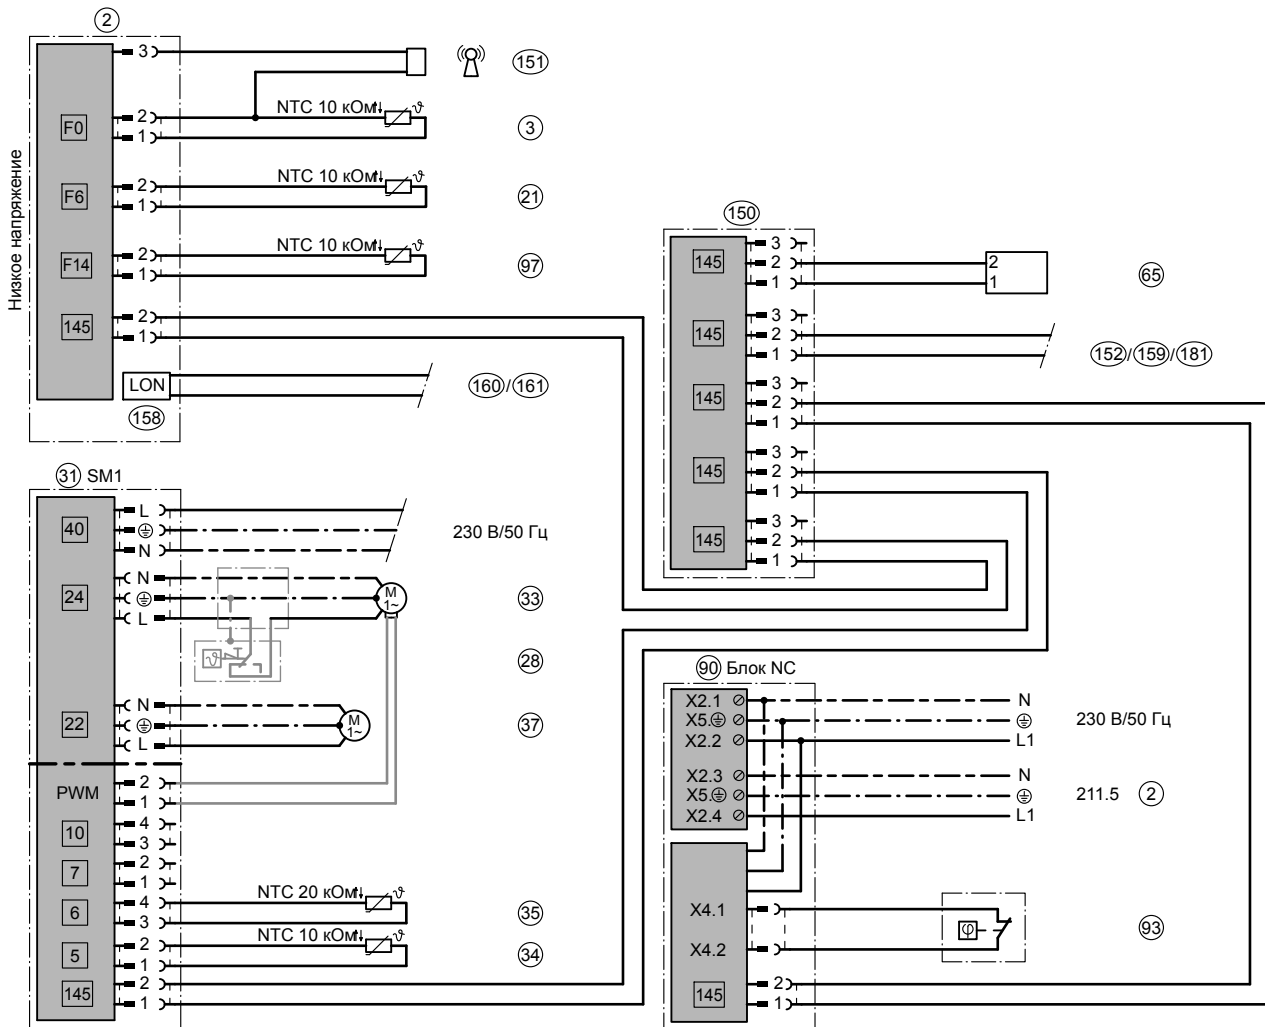 2
Низкое напряжение
3
151
F0
2
1
NTC 10 кОм
ϑ
3
F6
2
1
NTC 10 кОм
ϑ
21
F14
2
1
NTC 10 кОм
ϑ
97
145
2
1
LON
158
160/161
31 SM1
40
L
N
230 В/50 Гц
24
N
L
M
1~
33
ϑ
28
22
N
L
M
1~
37
PWM
2
1
10
4
3
7
2
1
6
4
3
NTC 20 кОм
ϑ
35
5
2
1
NTC 10 кОм
ϑ
34
145
2
1
150
145
3
2
1
2
1
65
145
3
2
1
152/159/181
145
3
2
1
145
3
2
1
145
3
2
1
90 Блок NC
X2.1
N
X5.
230 В/50 Гц
X2.2
L1
X2.3
N
X5.
211.5 2
X2.4
L1
X4.1
φ
93
X4.2
145
2
1